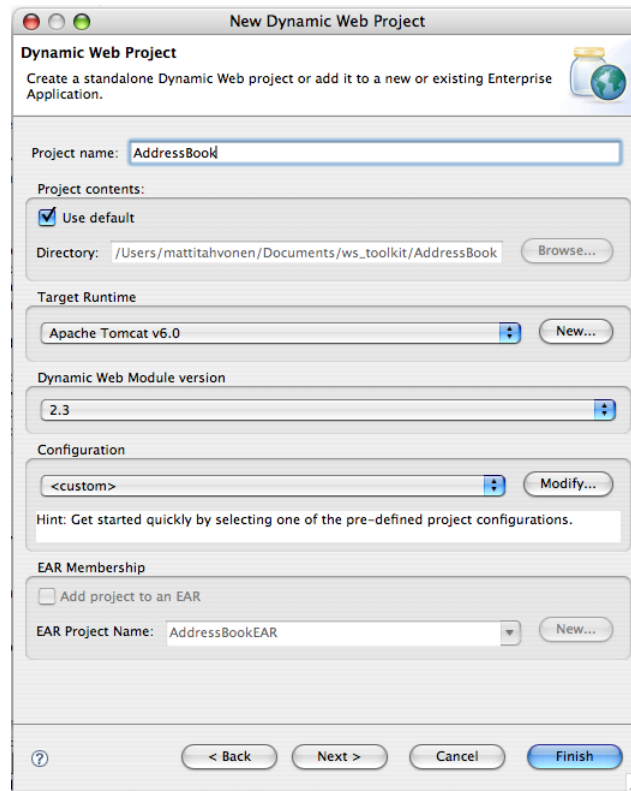 New Dynamic Web Project
Dynamic Web Project
Create a standalone Dynamic Web project or add it to a new or existing Enterprise
Application.
Project name: AddressBook
Project contents:
Use default
Directory: /Users/mattitahvonen/Documents/ws_toolkit/AddressBook Browse...
Target Runtime
Apache Tomcat v6.0 New...
Dynamic Web Module version
2.3
Configuration
<custom> Modify...
Hint: Get started quickly by selecting one of the pre-defined project configurations.
EAR Membership
Add project to an EAR
EAR Project Name: AddressBookEAR New...
? < Back Next > Cancel Finish